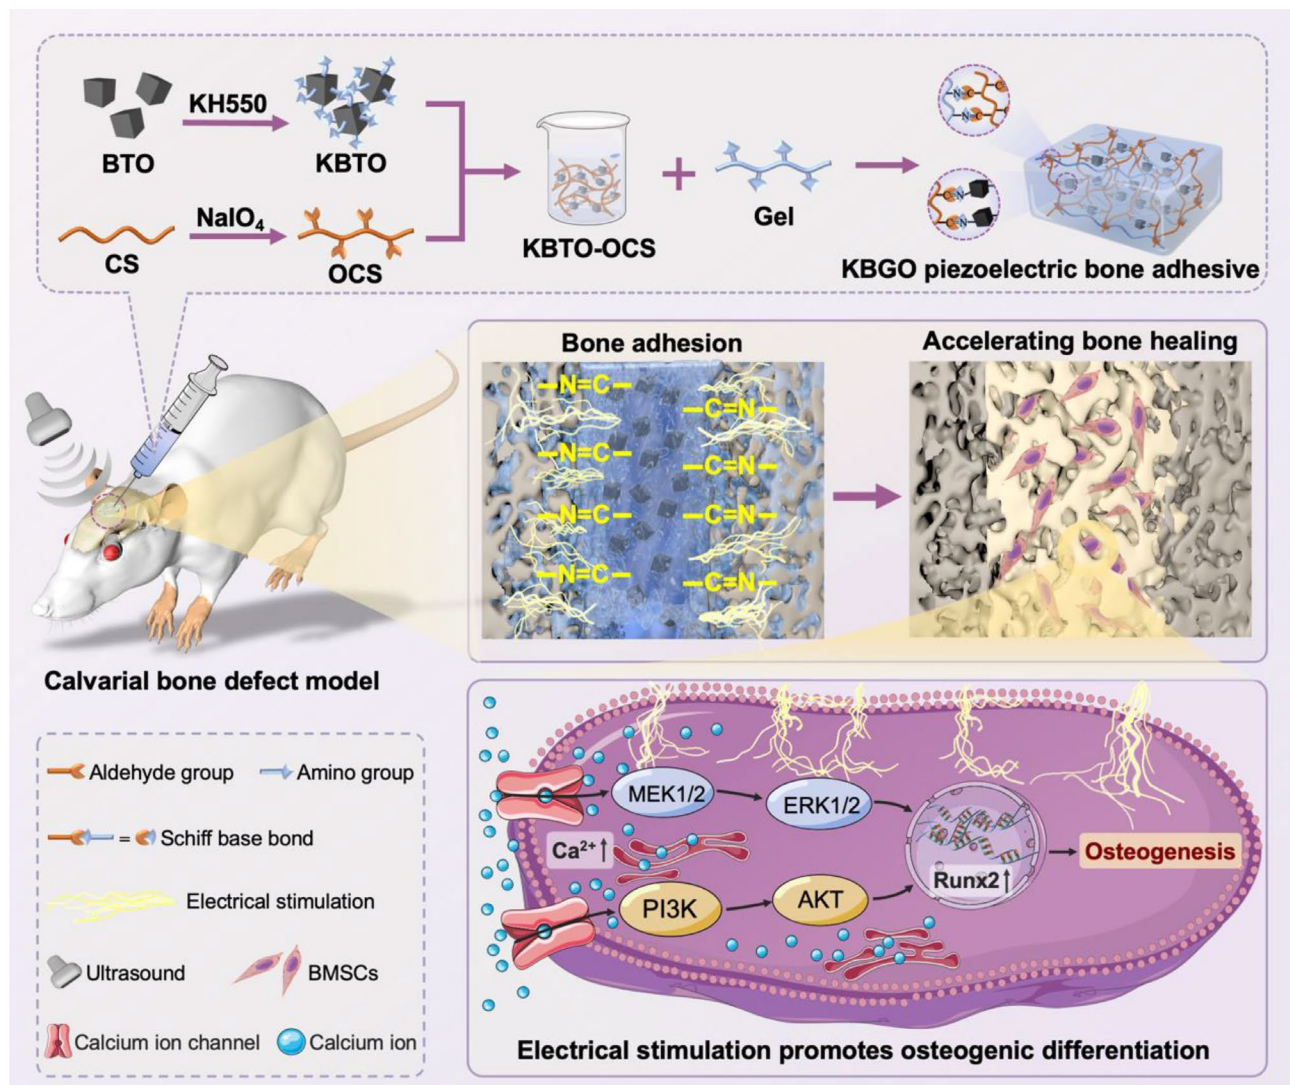 BTO
KH550
KBTO
CS
NaIO4
OCS
KBTO-OCS
+
Gel
N C
N C
C N
C N
KBGO piezoelectric bone adhesive
Calvarial bone defect model
Bone adhesion
–N=C–
–C=N–
–N=C–
–C=N–
–N=C–
–C=N–
–N=C–
–C=N–
Accelerating bone healing
Aldehyde group
Amino group
= Schiff base bond
Electrical stimulation
Ultrasound
BMSCs
Calcium ion channel
Calcium ion
MEK1/2
ERK1/2
Ca2+↑
PI3K
AKT
Runx2↑
Osteogenesis
Electrical stimulation promotes osteogenic differentiation